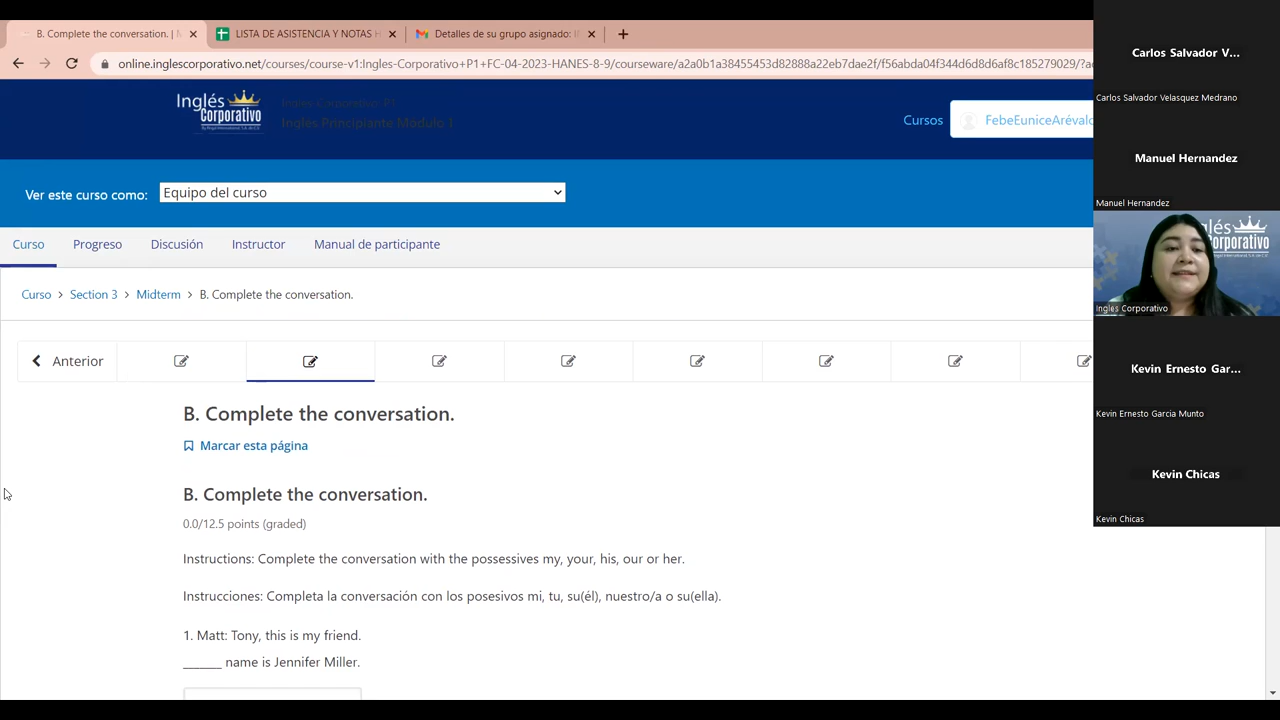 B. Complete the conversation. | M
LISTA DE ASISTENCIA Y NOTAS H
Detalles de su grupo asignado: I
online.inglescorporativo.net/courses/course-v1:Ingles-Corporativo+P1+FC-04-2023-HANES-8-9/courseware/a2a0b1a38455453d82888a22eb7dae2f/f56abda04f344d6d8d6af8c185279029/?ac
Inglés Corporativo
Inglés Corporativo P1
Inglés Principiante Módulo 1
Cursos
FebeEuniceArévalo
Ver este curso como:
Equipo del curso
Curso
Progreso
Discusión
Instructor
Manual de participante
Curso > Section 3 > Midterm > B. Complete the conversation.
Anterior
B. Complete the conversation.
Marcar esta página
B. Complete the conversation.
0.0/12.5 points (graded)
Instructions: Complete the conversation with the possessives my, your, his, our or her.
Instrucciones: Completa la conversación con los posesivos mi, tu, su(él), nuestro/a o su(ella).
1. Matt: Tony, this is my friend.
______ name is Jennifer Miller.
Carlos Salvador V...
Carlos Salvador Velasquez Medrano
Manuel Hernandez
Manuel Hernandez
Ingles Corporativo
Kevin Ernesto Gar...
Kevin Ernesto Garcia Munto
Kevin Chicas
Kevin Chicas